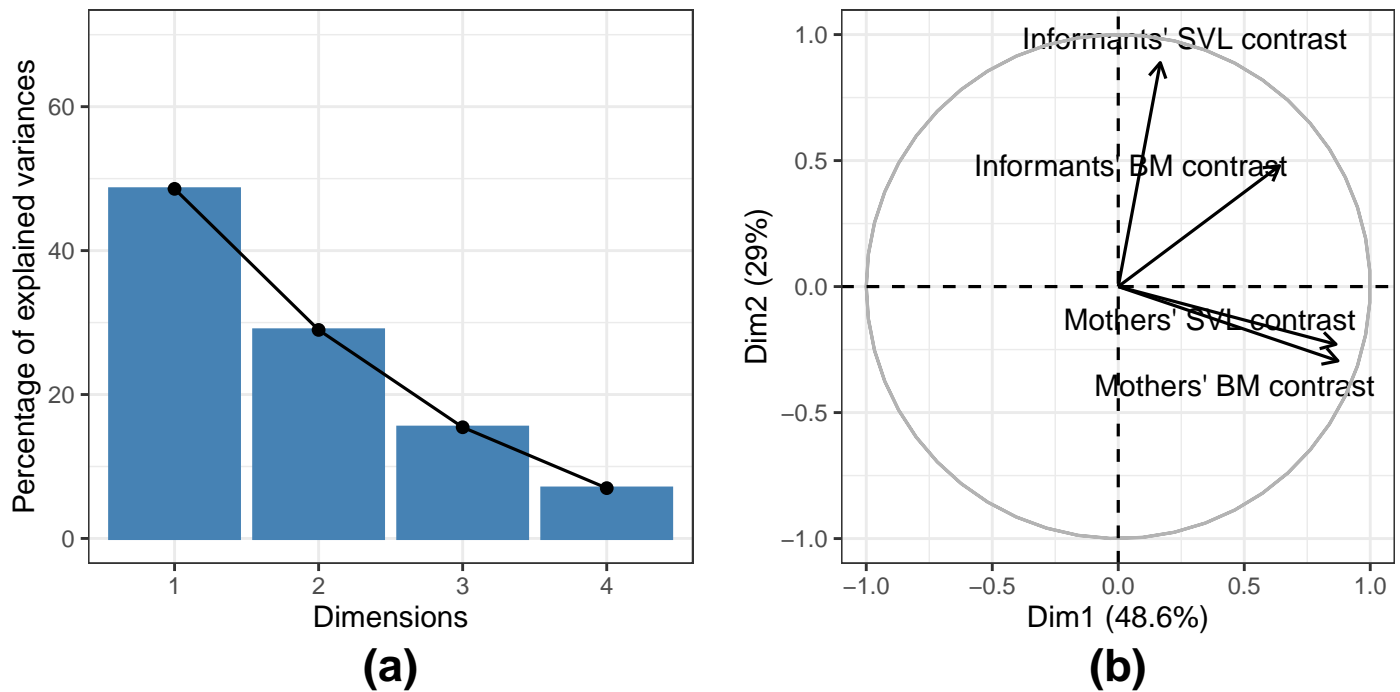 Percentage of explained variances
60
40
20
0
1 2 3 4
Dimensions
(a)
Dim2 (29%)
1.0
0.5
0.0
−0.5
−1.0
Informants' SVL contrast
Informants' BM contrast
Mothers' SVL contrast
Mothers' BM contrast
−1.0 −0.5 0.0 0.5 1.0
Dim1 (48.6%)
(b)